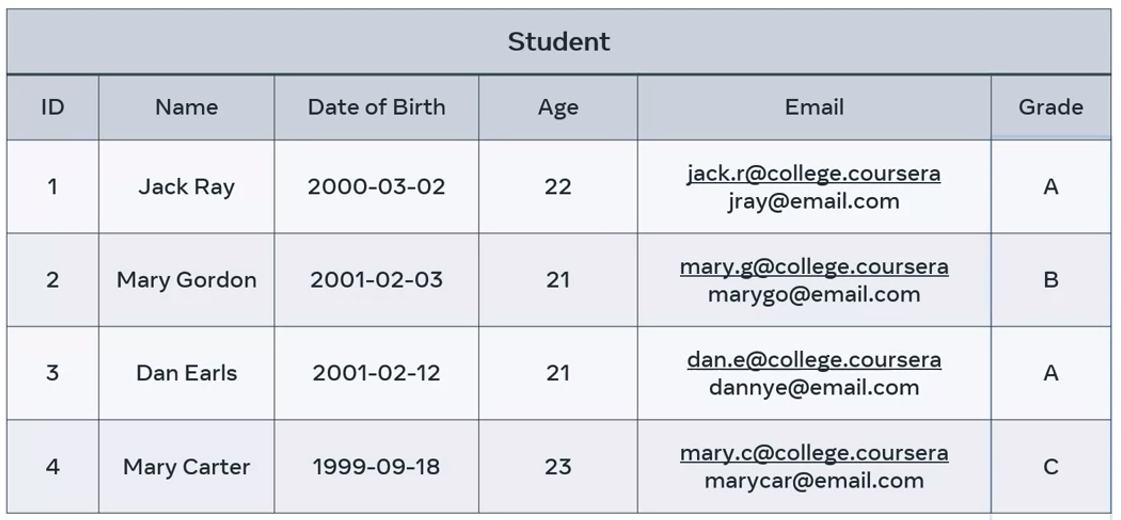 Student
ID Name Date of Birth Age Email Grade
1 Jack Ray 2000-03-02 22 jack.r@college.coursera
jray@email.com A
2 Mary Gordon 2001-02-03 21 mary.g@college.coursera
marygo@email.com B
3 Dan Earls 2001-02-12 21 dan.e@college.coursera
dannye@email.com A
4 Mary Carter 1999-09-18 23 mary.c@college.coursera
marycar@email.com C